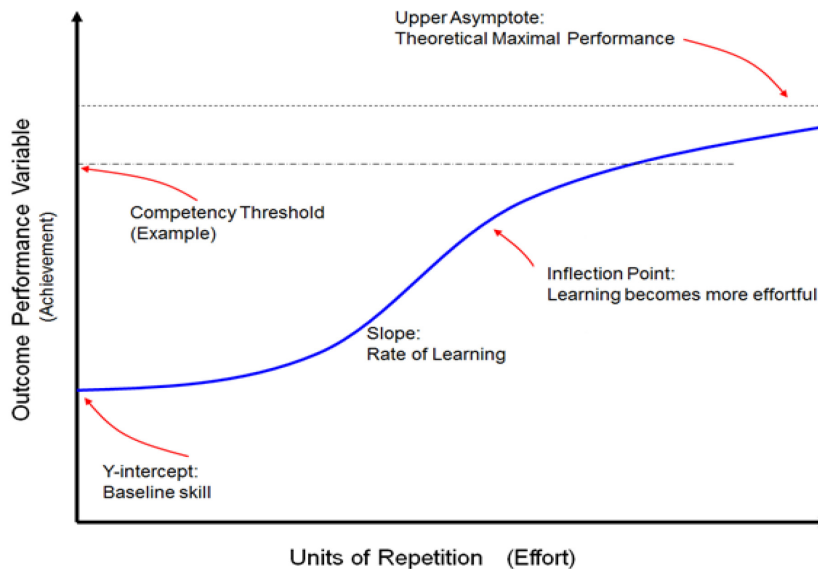 Upper Asymptote:
Theoretical Maximal Performance
Outcome Performance Variable
(Achievement)
Competency Threshold
(Example)
Inflection Point:
Learning becomes more effortful
Slope:
Rate of Learning
Y-intercept:
Baseline skill
Units of Repetition (Effort)